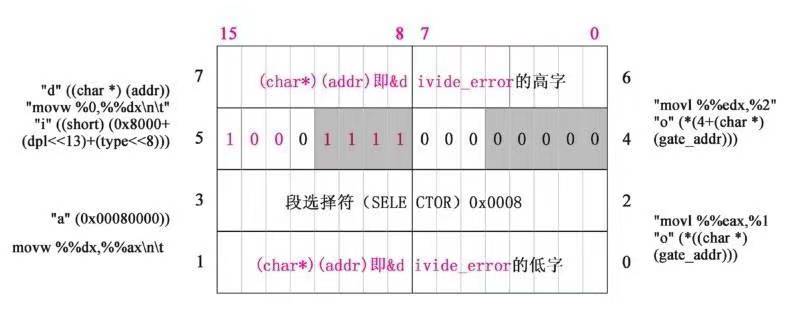 15 8 7 0
7 (char*)(addr)即&d ivide_error的高字 6
"d" ((char *) (addr))
"movw %0,%%dx\n\t"
"i" ((short) (0x8000+
(dpl<<13)+(type<<8)))
5 1 0 0 0 1 1 1 1 0 0 0 0 0 0 0 0 4
"movl %%edx,%2"
"o" (*(4+(char *)
(gate_addr)))
3 段选择符（SELE CTOR）0x0008 2
"a" (0x00080000))
movw %%dx,%%ax\n\t
1 (char*)(addr)即&d ivide_error的低字 0
"movl %%eax,%1
"o" (*((char *)
(gate_addr)))